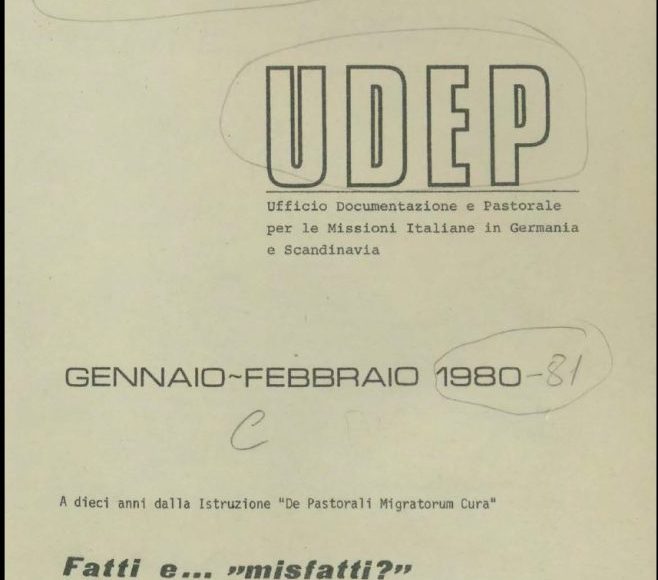 UDEP
Ufficio Documentazione e Pastorale
per le Missioni Italiane in Germania
e Scandinavia
GENNAIO~FEBBRAIO 1980-81
C
A dieci anni dalla Istruzione "De Pastorali Migratorum Cura"
Fatti e... »misfatti?»